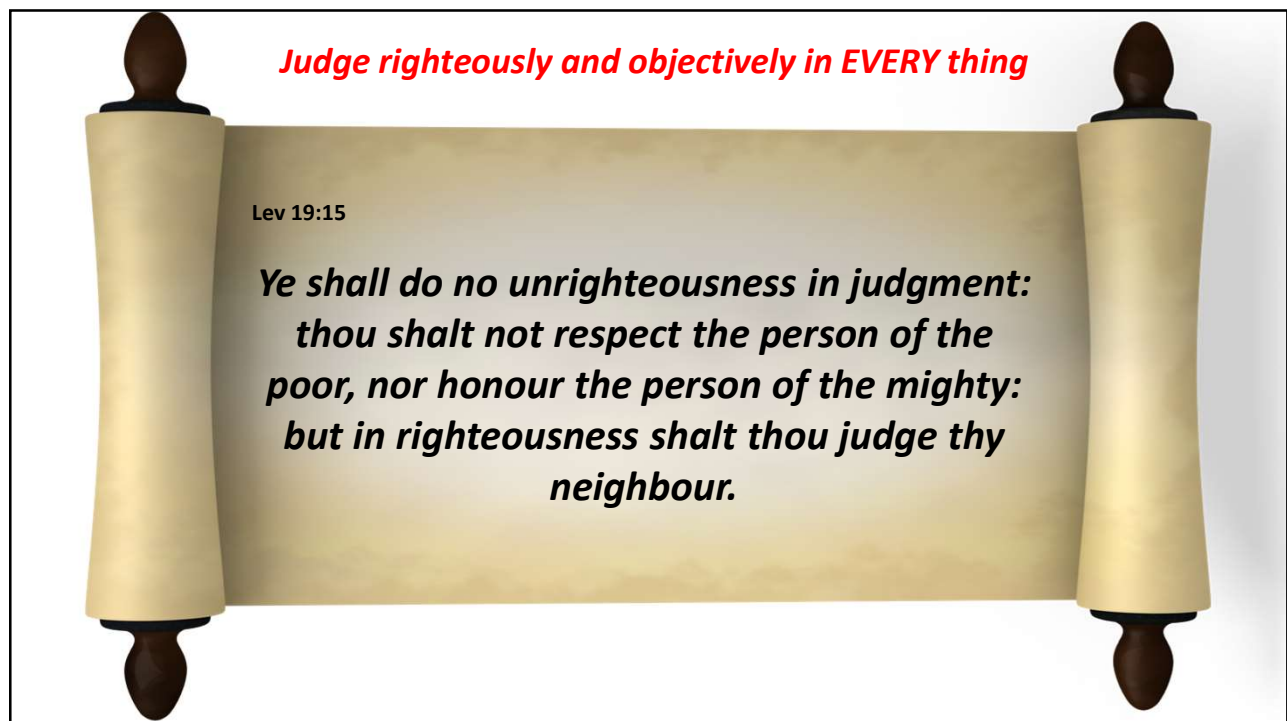 Judge righteously and objectively in EVERY thing
Lev 19:15
Ye shall do no unrighteousness in judgment:
thou shalt not respect the person of the
poor, nor honour the person of the mighty:
but in righteousness shalt thou judge thy
neighbour.